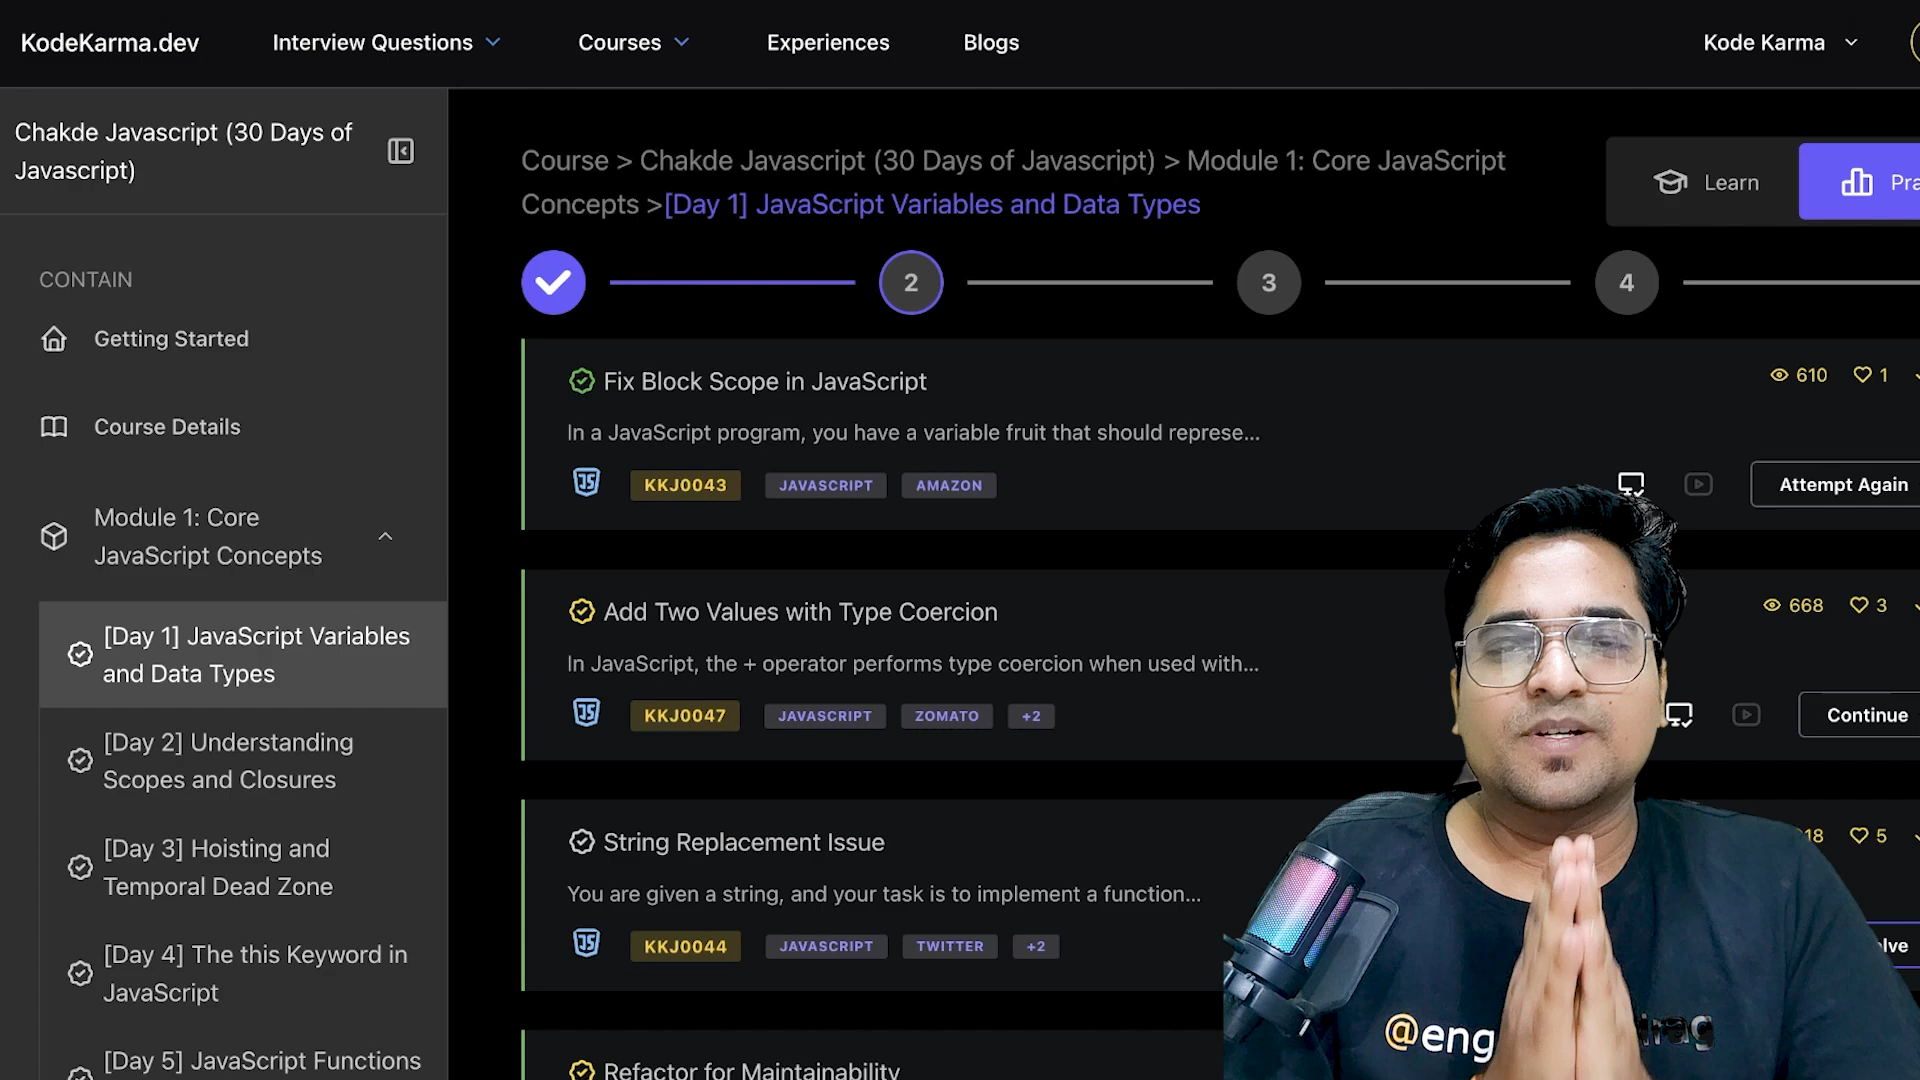 KodeKarma.dev
Interview Questions
Courses
Experiences
Blogs
Kode Karma
Chakde Javascript (30 Days of
Javascript)
CONTAIN
Getting Started
Course Details
Module 1: Core
JavaScript Concepts
[Day 1] JavaScript Variables
and Data Types
[Day 2] Understanding
Scopes and Closures
[Day 3] Hoisting and
Temporal Dead Zone
[Day 4] The this Keyword in
JavaScript
[Day 5] JavaScript Functions
Course > Chakde Javascript (30 Days of Javascript) > Module 1: Core JavaScript
Concepts >[Day 1] JavaScript Variables and Data Types
Learn
Pra
2
3
4
Fix Block Scope in JavaScript
610
1
In a JavaScript program, you have a variable fruit that should represe...
JS
KKJ0043
JAVASCRIPT
AMAZON
Attempt Again
Add Two Values with Type Coercion
668
3
In JavaScript, the + operator performs type coercion when used with...
JS
KKJ0047
JAVASCRIPT
ZOMATO
+2
Continue
String Replacement Issue
18
5
You are given a string, and your task is to implement a function...
JS
KKJ0044
JAVASCRIPT
TWITTER
+2
lve
Refactor for Maintainability
@eng